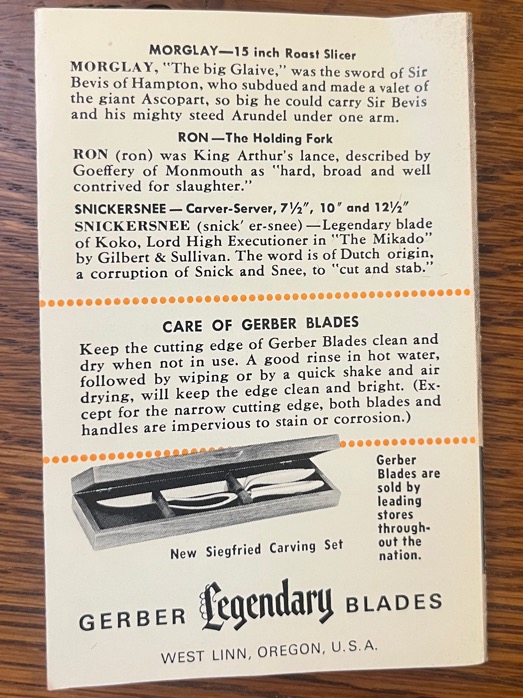 MORGLAY—15 inch Roast Slicer
MORGLAY, "The big Glaive," was the sword of Sir
Bevis of Hampton, who subdued and made a valet of
the giant Ascopart, so big he could carry Sir Bevis
and his mighty steed Arundel under one arm.
RON—The Holding Fork
RON (ron) was King Arthur's lance, described by
Goeffery of Monmouth as "hard, broad and well
contrived for slaughter."
SNICKERSNEE — Carver-Server, 7½", 10" and 12½"
SNICKERSNEE (snick' er-snee) — Legendary blade
of Koko, Lord High Executioner in "The Mikado"
by Gilbert & Sullivan. The word is of Dutch origin,
a corruption of Snick and Snee, to "cut and stab."
CARE OF GERBER BLADES
Keep the cutting edge of Gerber Blades clean and
dry when not in use. A good rinse in hot water,
followed by wiping or by a quick shake and air
drying, will keep the edge clean and bright. (Ex-
cept for the narrow cutting edge, both blades and
handles are impervious to stain or corrosion.)
Gerber
Blades are
sold by
leading
stores
through-
out the
nation.
New Siegfried Carving Set
GERBER Legendary BLADES
WEST LINN, OREGON, U.S.A.